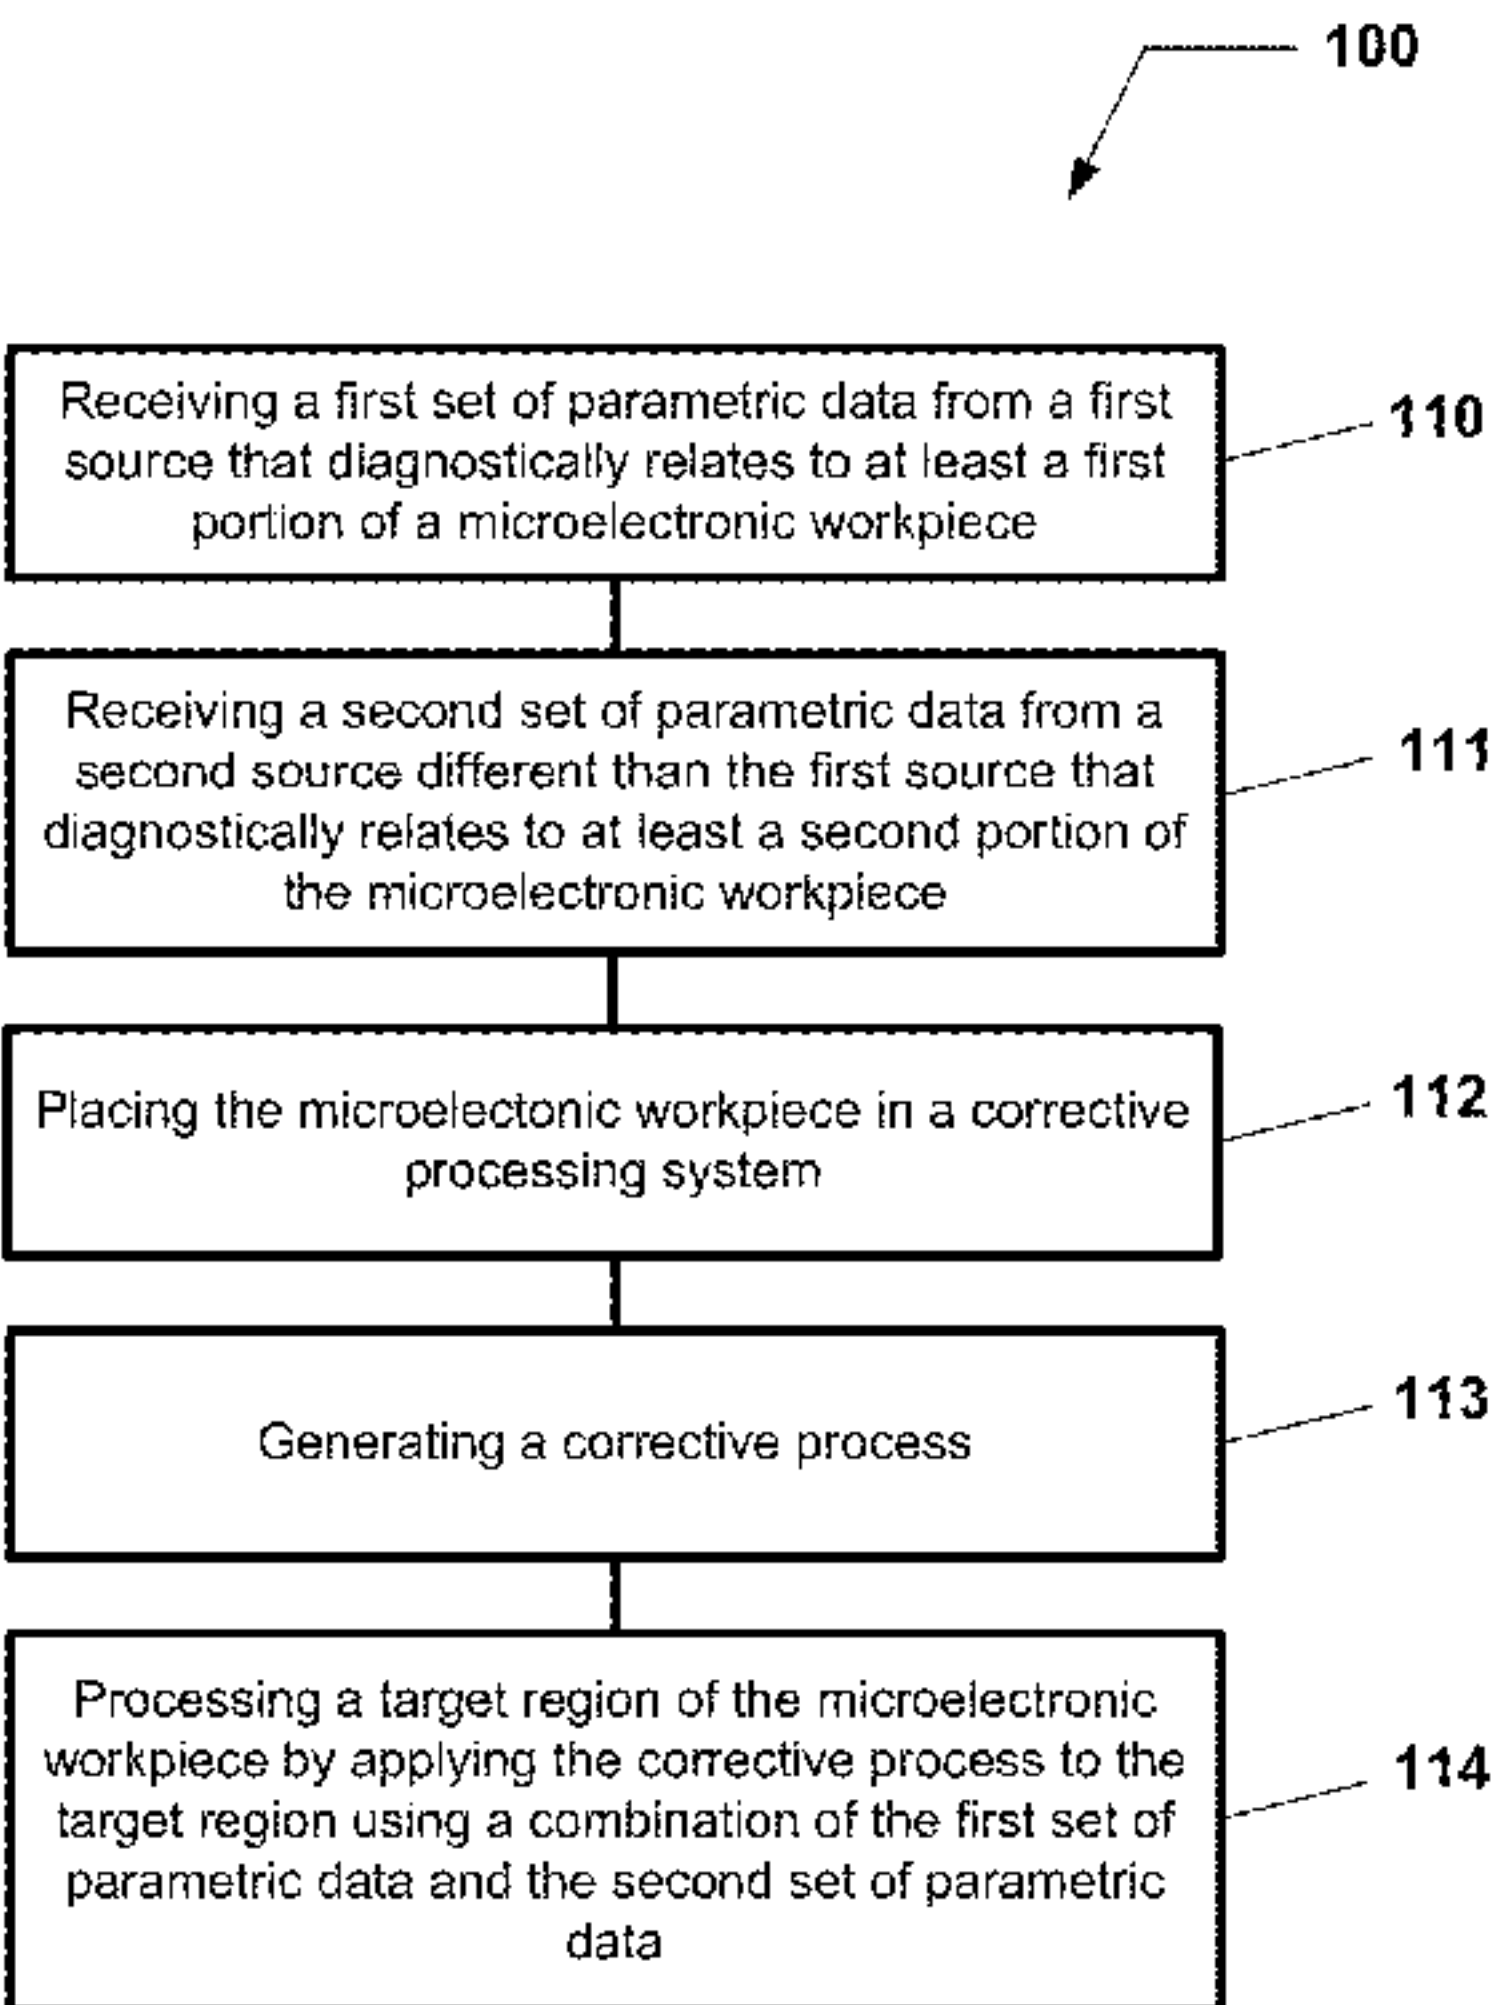 100
Receiving a first set of parametric data from a first
source that diagnostically relates to at least a first
portion of a microelectronic workpiece
110
Receiving a second set of parametric data from a
second source different than the first source that
diagnostically relates to at least a second portion of
the microelectronic workpiece
111
Placing the microelectonic workpiece in a corrective
processing system
112
Generating a corrective process
113
Processing a target region of the microelectronic
workpiece by applying the corrective process to the
target region using a combination of the first set of
parametric data and the second set of parametric
data
114